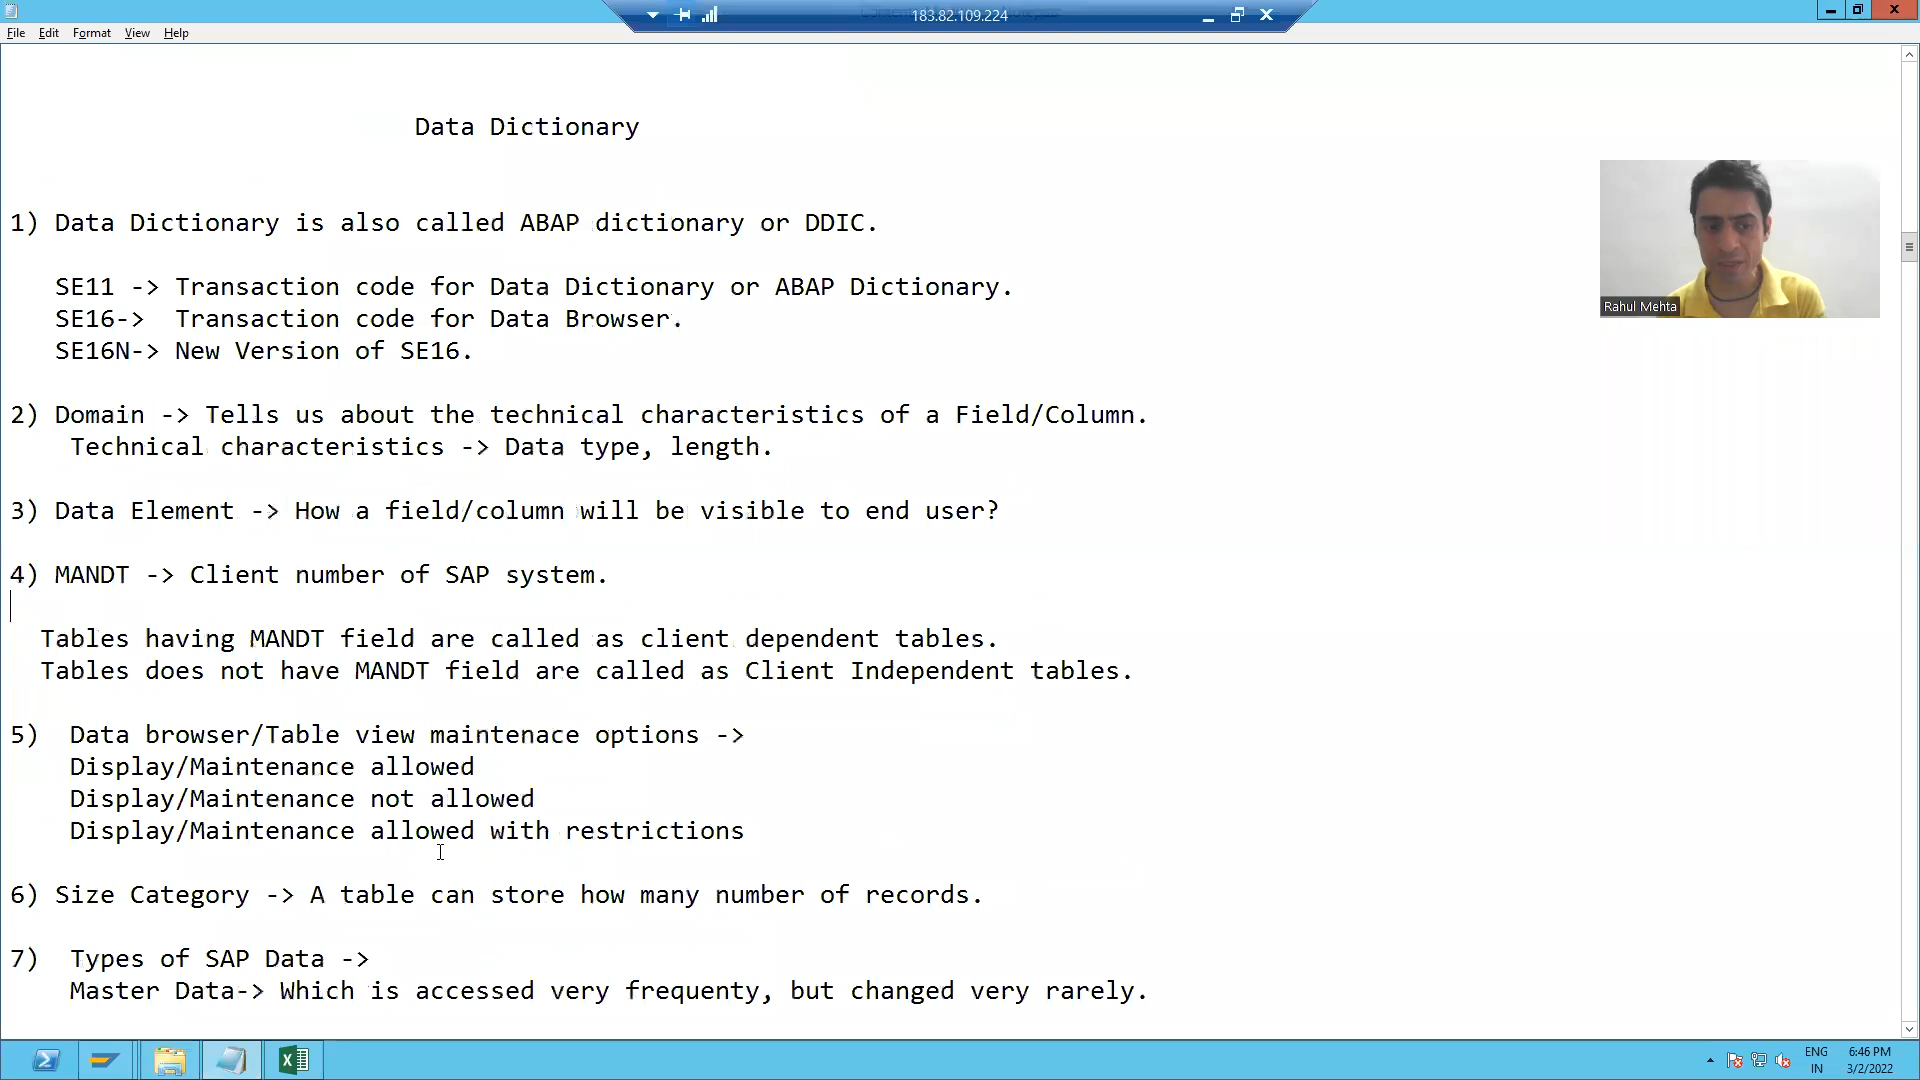 183.82.109.224
File Edit Format View Help
Data Dictionary
1) Data Dictionary is also called ABAP dictionary or DDIC.
SE11 -> Transaction code for Data Dictionary or ABAP Dictionary.
SE16-> Transaction code for Data Browser.
SE16N-> New Version of SE16.
2) Domain -> Tells us about the technical characteristics of a Field/Column.
Technical characteristics -> Data type, length.
3) Data Element -> How a field/column will be visible to end user?
4) MANDT -> Client number of SAP system.
Tables having MANDT field are called as client dependent tables.
Tables does not have MANDT field are called as Client Independent tables.
5) Data browser/Table view maintenace options ->
Display/Maintenance allowed
Display/Maintenance not allowed
Display/Maintenance allowed with restrictions
6) Size Category -> A table can store how many number of records.
7) Types of SAP Data ->
Master Data-> Which is accessed very frequenty, but changed very rarely.
Rahul Mehta
ENG
IN
6:46 PM
3/2/2022